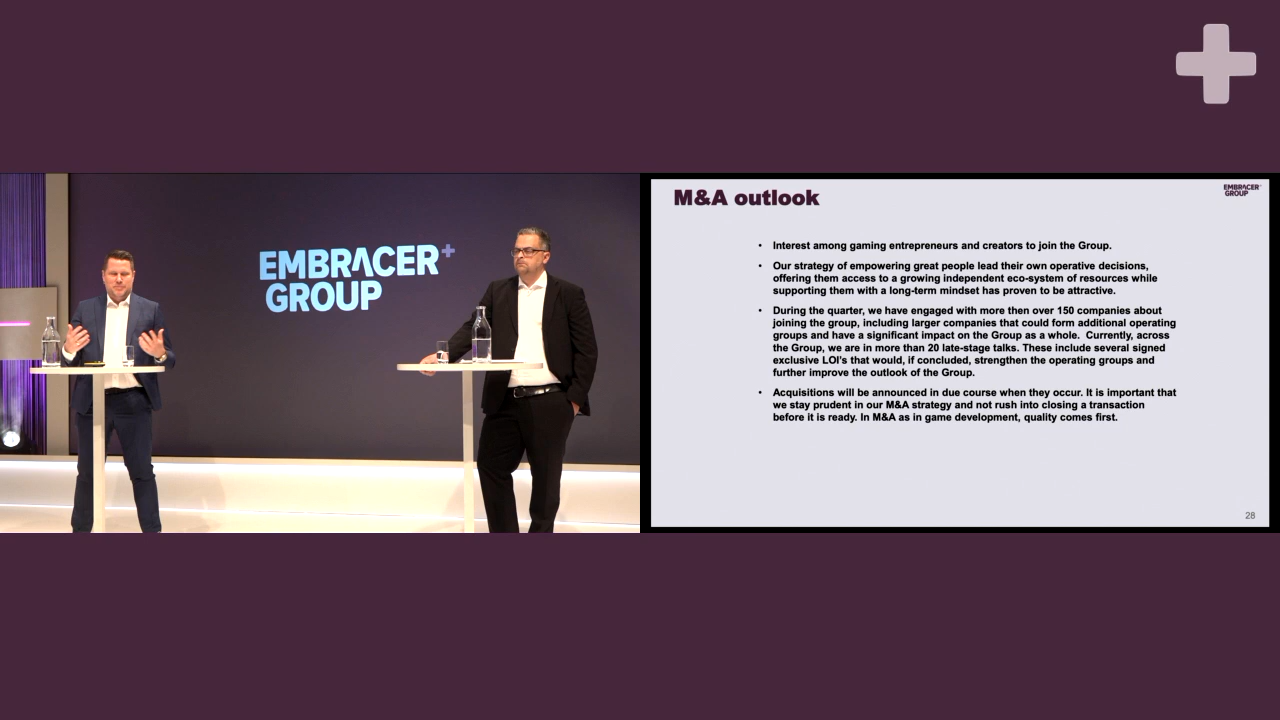 EMBRACER+
GROUP
M&A outlook
EMBRACER+
GROUP
• Interest among gaming entrepreneurs and creators to join the Group.
• Our strategy of empowering great people lead their own operative decisions,
offering them access to a growing independent eco-system of resources while
supporting them with a long-term mindset has proven to be attractive.
• During the quarter, we have engaged with more then over 150 companies about
joining the group, including larger companies that could form additional operating
groups and have a significant impact on the Group as a whole.  Currently, across
the Group, we are in more than 20 late-stage talks. These include several signed
exclusive LOI's that would, if concluded, strengthen the operating groups and
further improve the outlook of the Group.
• Acquisitions will be announced in due course when they occur. It is important that
we stay prudent in our M&A strategy and not rush into closing a transaction
before it is ready. In M&A as in game development, quality comes first.
28